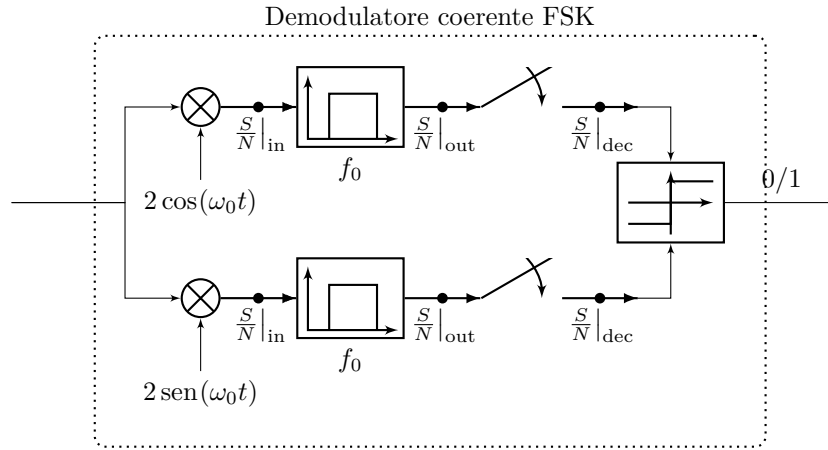 Demodulatore coerente FSK
S/N|in
S/N|out
S/N|dec
f₀
2 cos(ω₀t)
0/1
S/N|in
S/N|out
S/N|dec
f₀
2 sen(ω₀t)